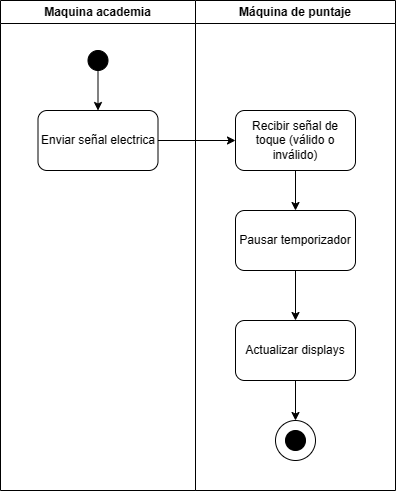 Maquina academia
Máquina de puntaje
Enviar señal electrica
Recibir señal de
toque (válido o
inválido)
Pausar temporizador
Actualizar displays